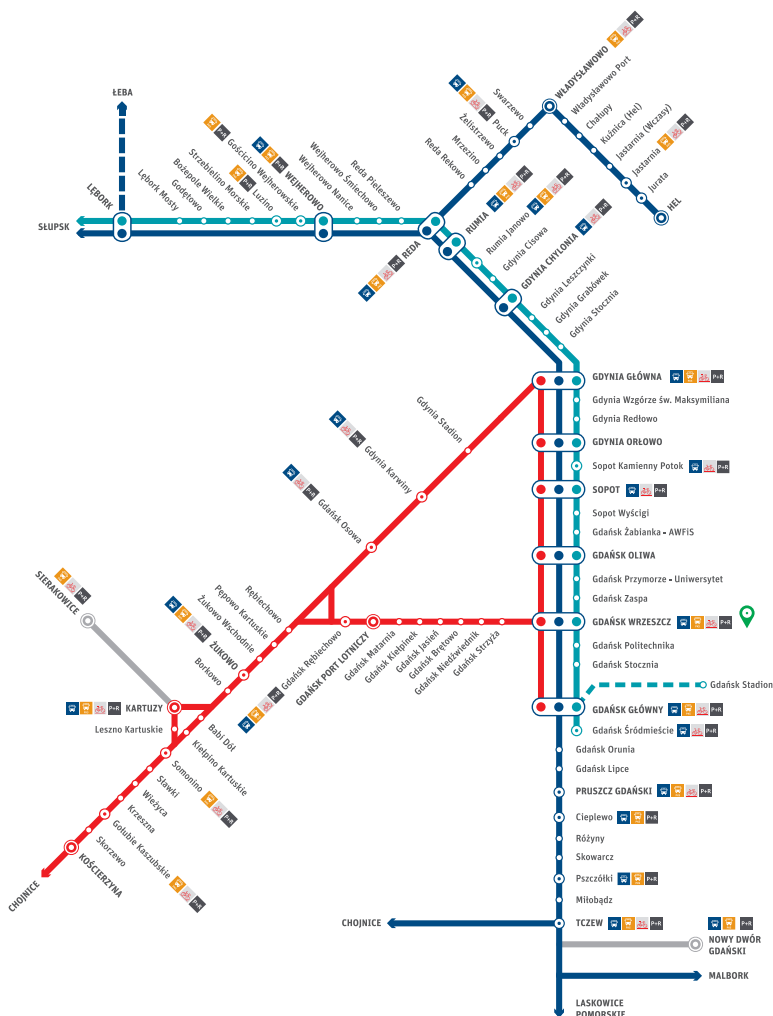 WŁADYSŁAWOWO P+R
Władysławowo Port
Chałupy
Kuźnica (Hel)
Jastarnia (Wczasy)
Jastarnia P+R
Jurata
HEL
Swarzewo
Puck P+R
Żelistrzewo
Mrzezino
Reda Rekowo
ŁEBA
LĘBORK
SŁUPSK
Lębork Mosty
Godętowo
Bożepole Wielkie
Strzebielino Morskie
Luzino P+R
Gościcino Wejherowskie P+R
WEJHEROWO P+R
Wejherowo Nanice
Wejherowo Śmiechowo
Reda Pieleszewo
REDA P+R
RUMIA P+R
Rumia Janowo P+R
Gdynia Cisowa
GDYNIA CHYLONIA P+R
Gdynia Leszczynki
Gdynia Grabówek
Gdynia Stocznia
GDYNIA GŁÓWNA P+R
Gdynia Wzgórze św. Maksymiliana
Gdynia Redłowo
GDYNIA ORŁOWO
Sopot Kamienny Potok P+R
SOPOT P+R
Sopot Wyścigi
Gdańsk Żabianka - AWFiS
GDAŃSK OLIWA
Gdańsk Przymorze - Uniwersytet
Gdańsk Zaspa
GDAŃSK WRZESZCZ P+R
Gdańsk Politechnika
Gdańsk Stocznia
Gdańsk Stadion
GDAŃSK GŁÓWNY P+R
Gdańsk Śródmieście P+R
Gdańsk Orunia
Gdańsk Lipce
PRUSZCZ GDAŃSKI P+R
Cieplewo P+R
Różyny
Skowarcz
Pszczółki P+R
Miłobądz
TCZEW P+R
P+R
NOWY DWÓR
GDAŃSKI
CHOJNICE
MALBORK
LASKOWICE
POMORSKIE
Gdynia Stadion
Gdynia Karwiny P+R
Gdańsk Osowa P+R
Rębiechowo
Pępowo Kartuskie
Żukowo Wschodnie
ŻUKOWO P+R
Borkowo
Gdańsk Rębiechowo P+R
GDAŃSK PORT LOTNICZY
Gdańsk Matarnia
Gdańsk Kiełpinek
Gdańsk Jasień
Gdańsk Brętowo
Gdańsk Niedźwiednik
Gdańsk Strzyża
SIERAKOWICE P+R
KARTUZY P+R
Leszno Kartuskie
Babi Dół
Kiełpino Kartuskie
Somonino P+R
Sławki
Wieżyca
Krzeszna
Gołubie Kaszubskie P+R
Skorzewo
KOŚCIERZYNA
CHOJNICE